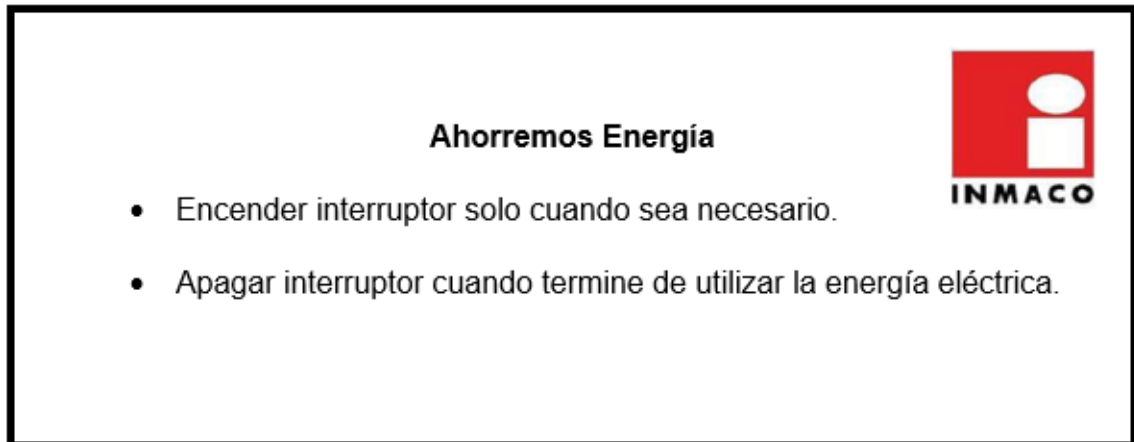 Ahorremos Energía
INMACO
• Encender interruptor solo cuando sea necesario.
• Apagar interruptor cuando termine de utilizar la energía eléctrica.